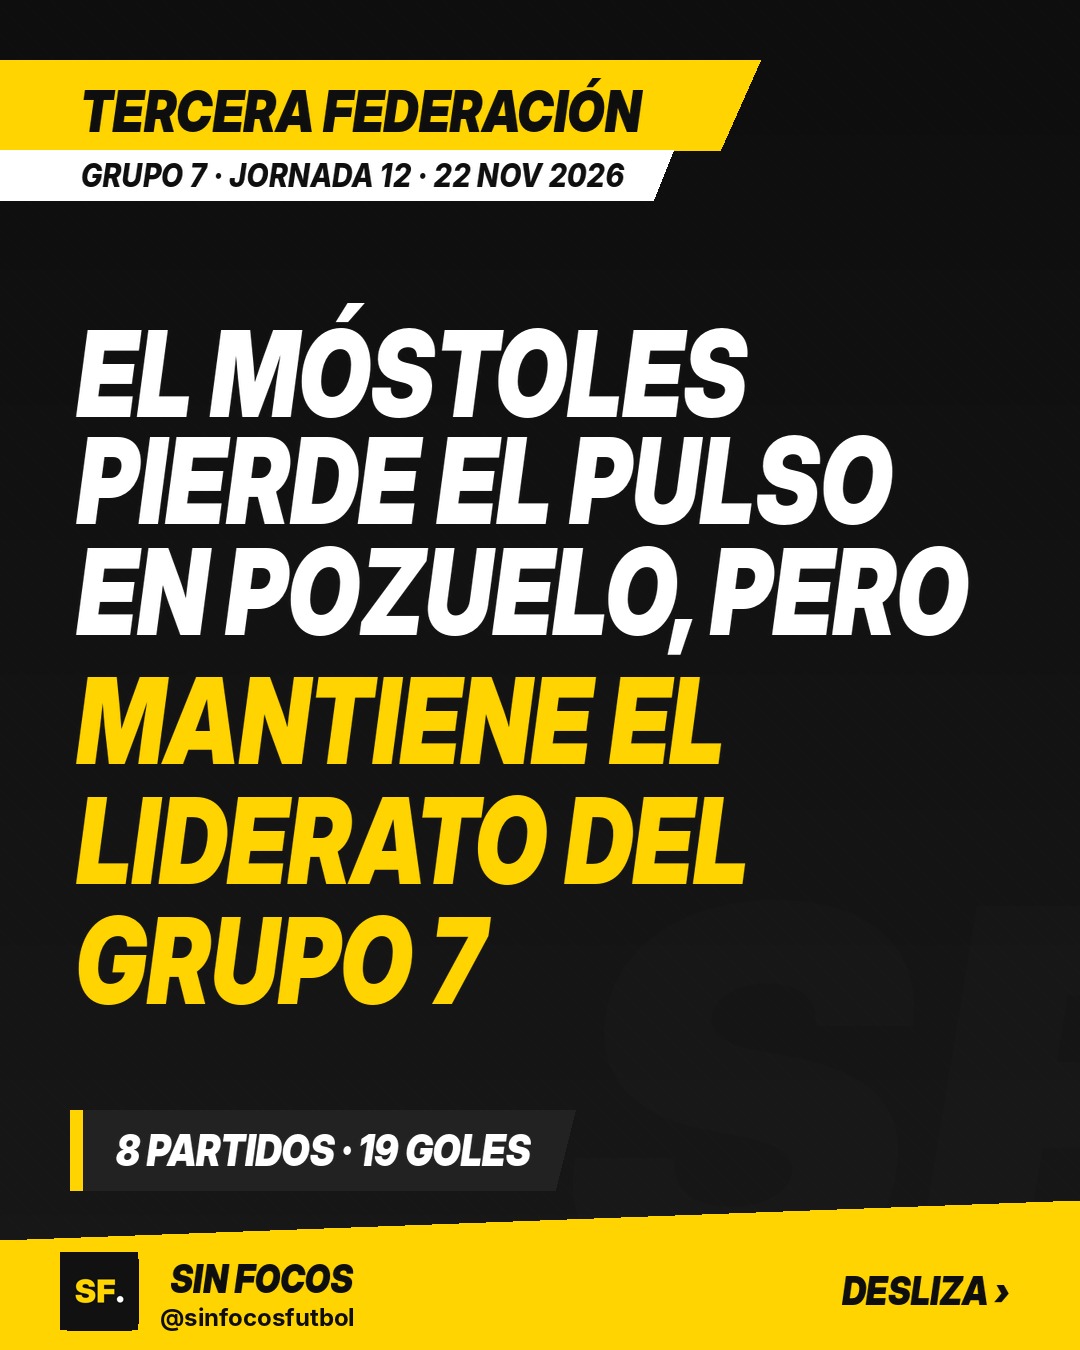 TERCERA FEDERACIÓN
GRUPO 7 · JORNADA 12 · 22 NOV 2026
EL MÓSTOLES
PIERDE EL PULSO
EN POZUELO, PERO
MANTIENE EL
LIDERATO DEL
GRUPO 7
8 PARTIDOS · 19 GOLES
SF.
SIN FOCOS
@sinfocosfutbol
DESLIZA ›
SF